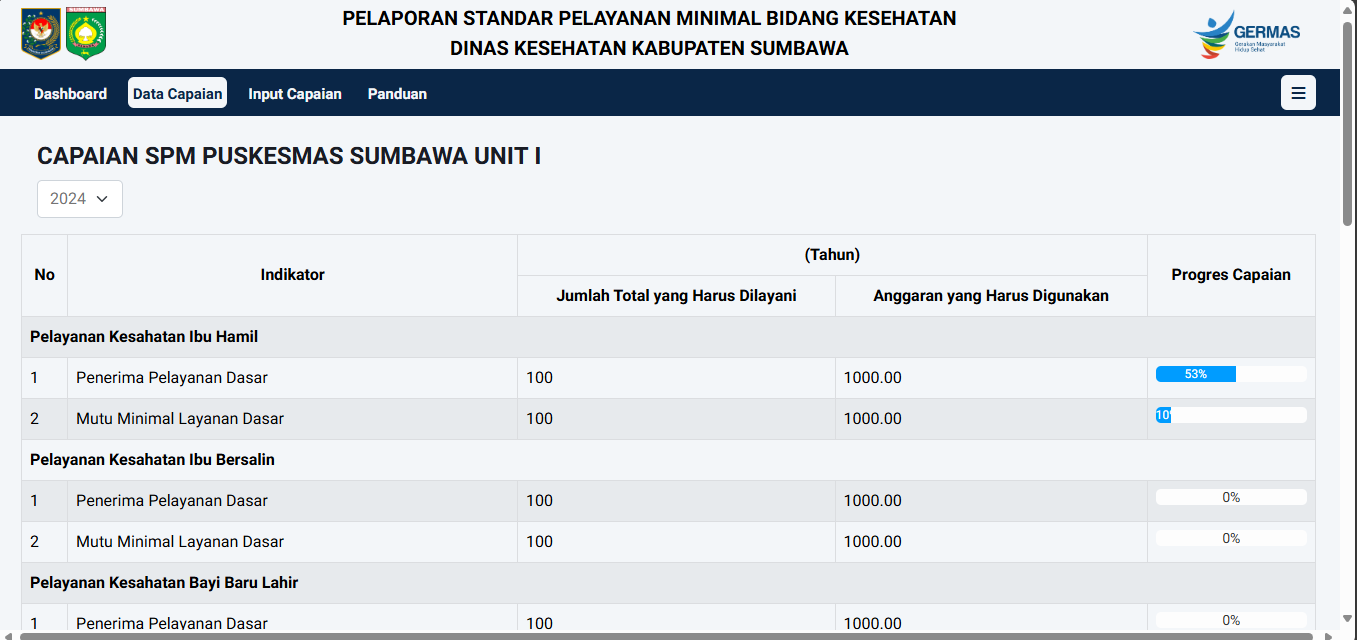 SUMBAWA
PELAPORAN STANDAR PELAYANAN MINIMAL BIDANG KESEHATAN
DINAS KESEHATAN KABUPATEN SUMBAWA
GERMAS
Gerakan Masyarakat
Hidup Sehat
Dashboard Data Capaian Input Capaian Panduan
CAPAIAN SPM PUSKESMAS SUMBAWA UNIT I
2024
No Indikator (Tahun) Progres Capaian
Jumlah Total yang Harus Dilayani Anggaran yang Harus Digunakan
Pelayanan Kesahatan Ibu Hamil
1 Penerima Pelayanan Dasar 100 1000.00 53%
2 Mutu Minimal Layanan Dasar 100 1000.00 10%
Pelayanan Kesahatan Ibu Bersalin
1 Penerima Pelayanan Dasar 100 1000.00 0%
2 Mutu Minimal Layanan Dasar 100 1000.00 0%
Pelayanan Kesahatan Bayi Baru Lahir
1 Penerima Pelayanan Dasar 100 1000.00 0%